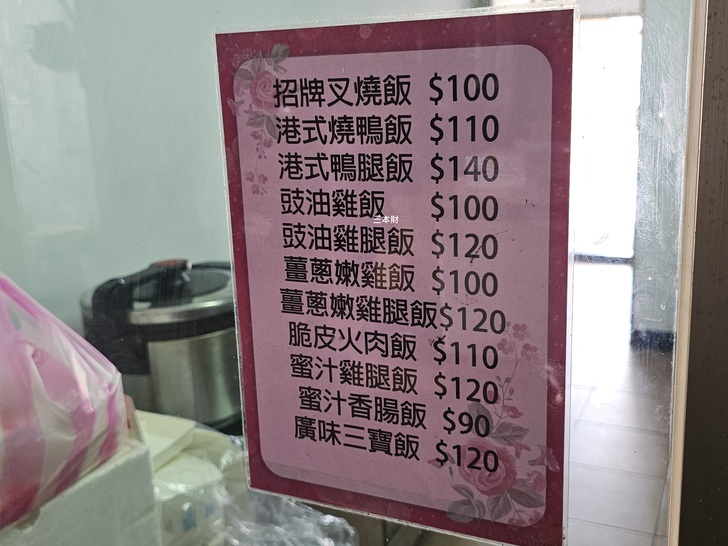 招牌叉燒飯 $100
港式燒鴨飯 $110
港式鴨腿飯 $140
豉油雞飯 $100
三本財
豉油雞腿飯 $120
薑蔥嫩雞飯 $100
薑蔥嫩雞腿飯$120
脆皮火肉飯 $110
蜜汁雞腿飯 $120
蜜汁香腸飯 $90
廣味三寶飯 $120